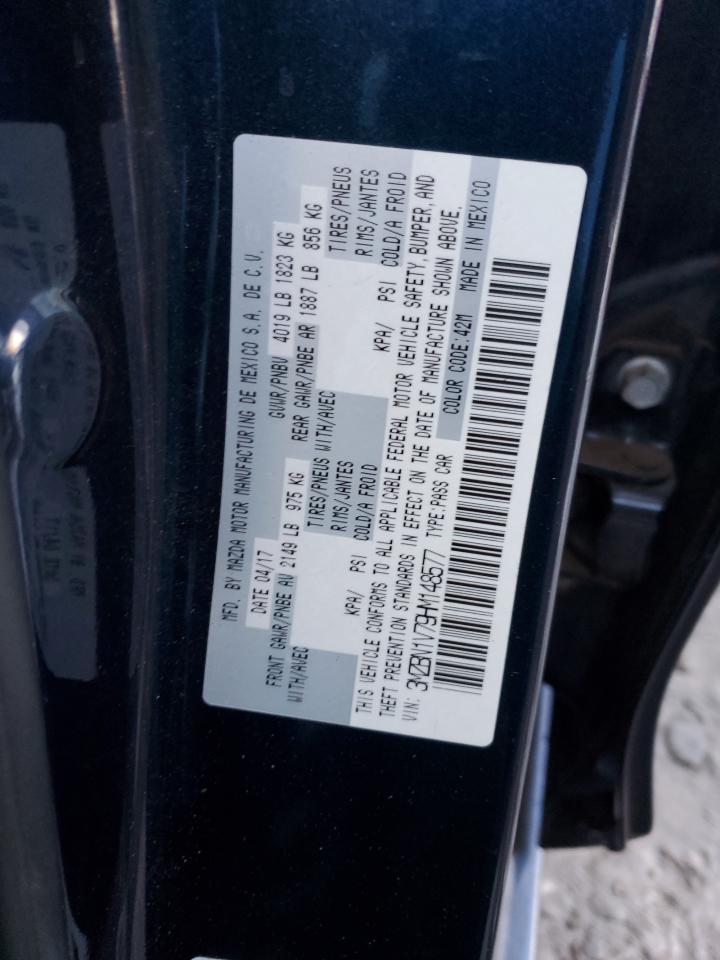 MFD. BY MAZDA MOTOR MANUFACTURING DE MEXICO S.A. DE C.V.
DATE 04/17 GVWR/PNBV 4019 LB 1823 KG
FRONT GAWR/PNBE AV 2149 LB 975 KG REAR GAWR/PNBE AR 1887 LB 856 KG
WITH/AVEC TIRES/PNEUS WITH/AVEC TIRES/PNEUS
RIMS/JANTES RIMS/JANTES
KPA/ PSI COLD/A FROID KPA/ PSI COLD/A FROID
THIS VEHICLE CONFORMS TO ALL APPLICABLE FEDERAL MOTOR VEHICLE SAFETY, BUMPER, AND
THEFT PREVENTION STANDARDS IN EFFECT ON THE DATE OF MANUFACTURE SHOWN ABOVE.
VIN: 3MZBN1V79HM148577 TYPE:PASS CAR COLOR CODE:42M MADE IN MEXICO